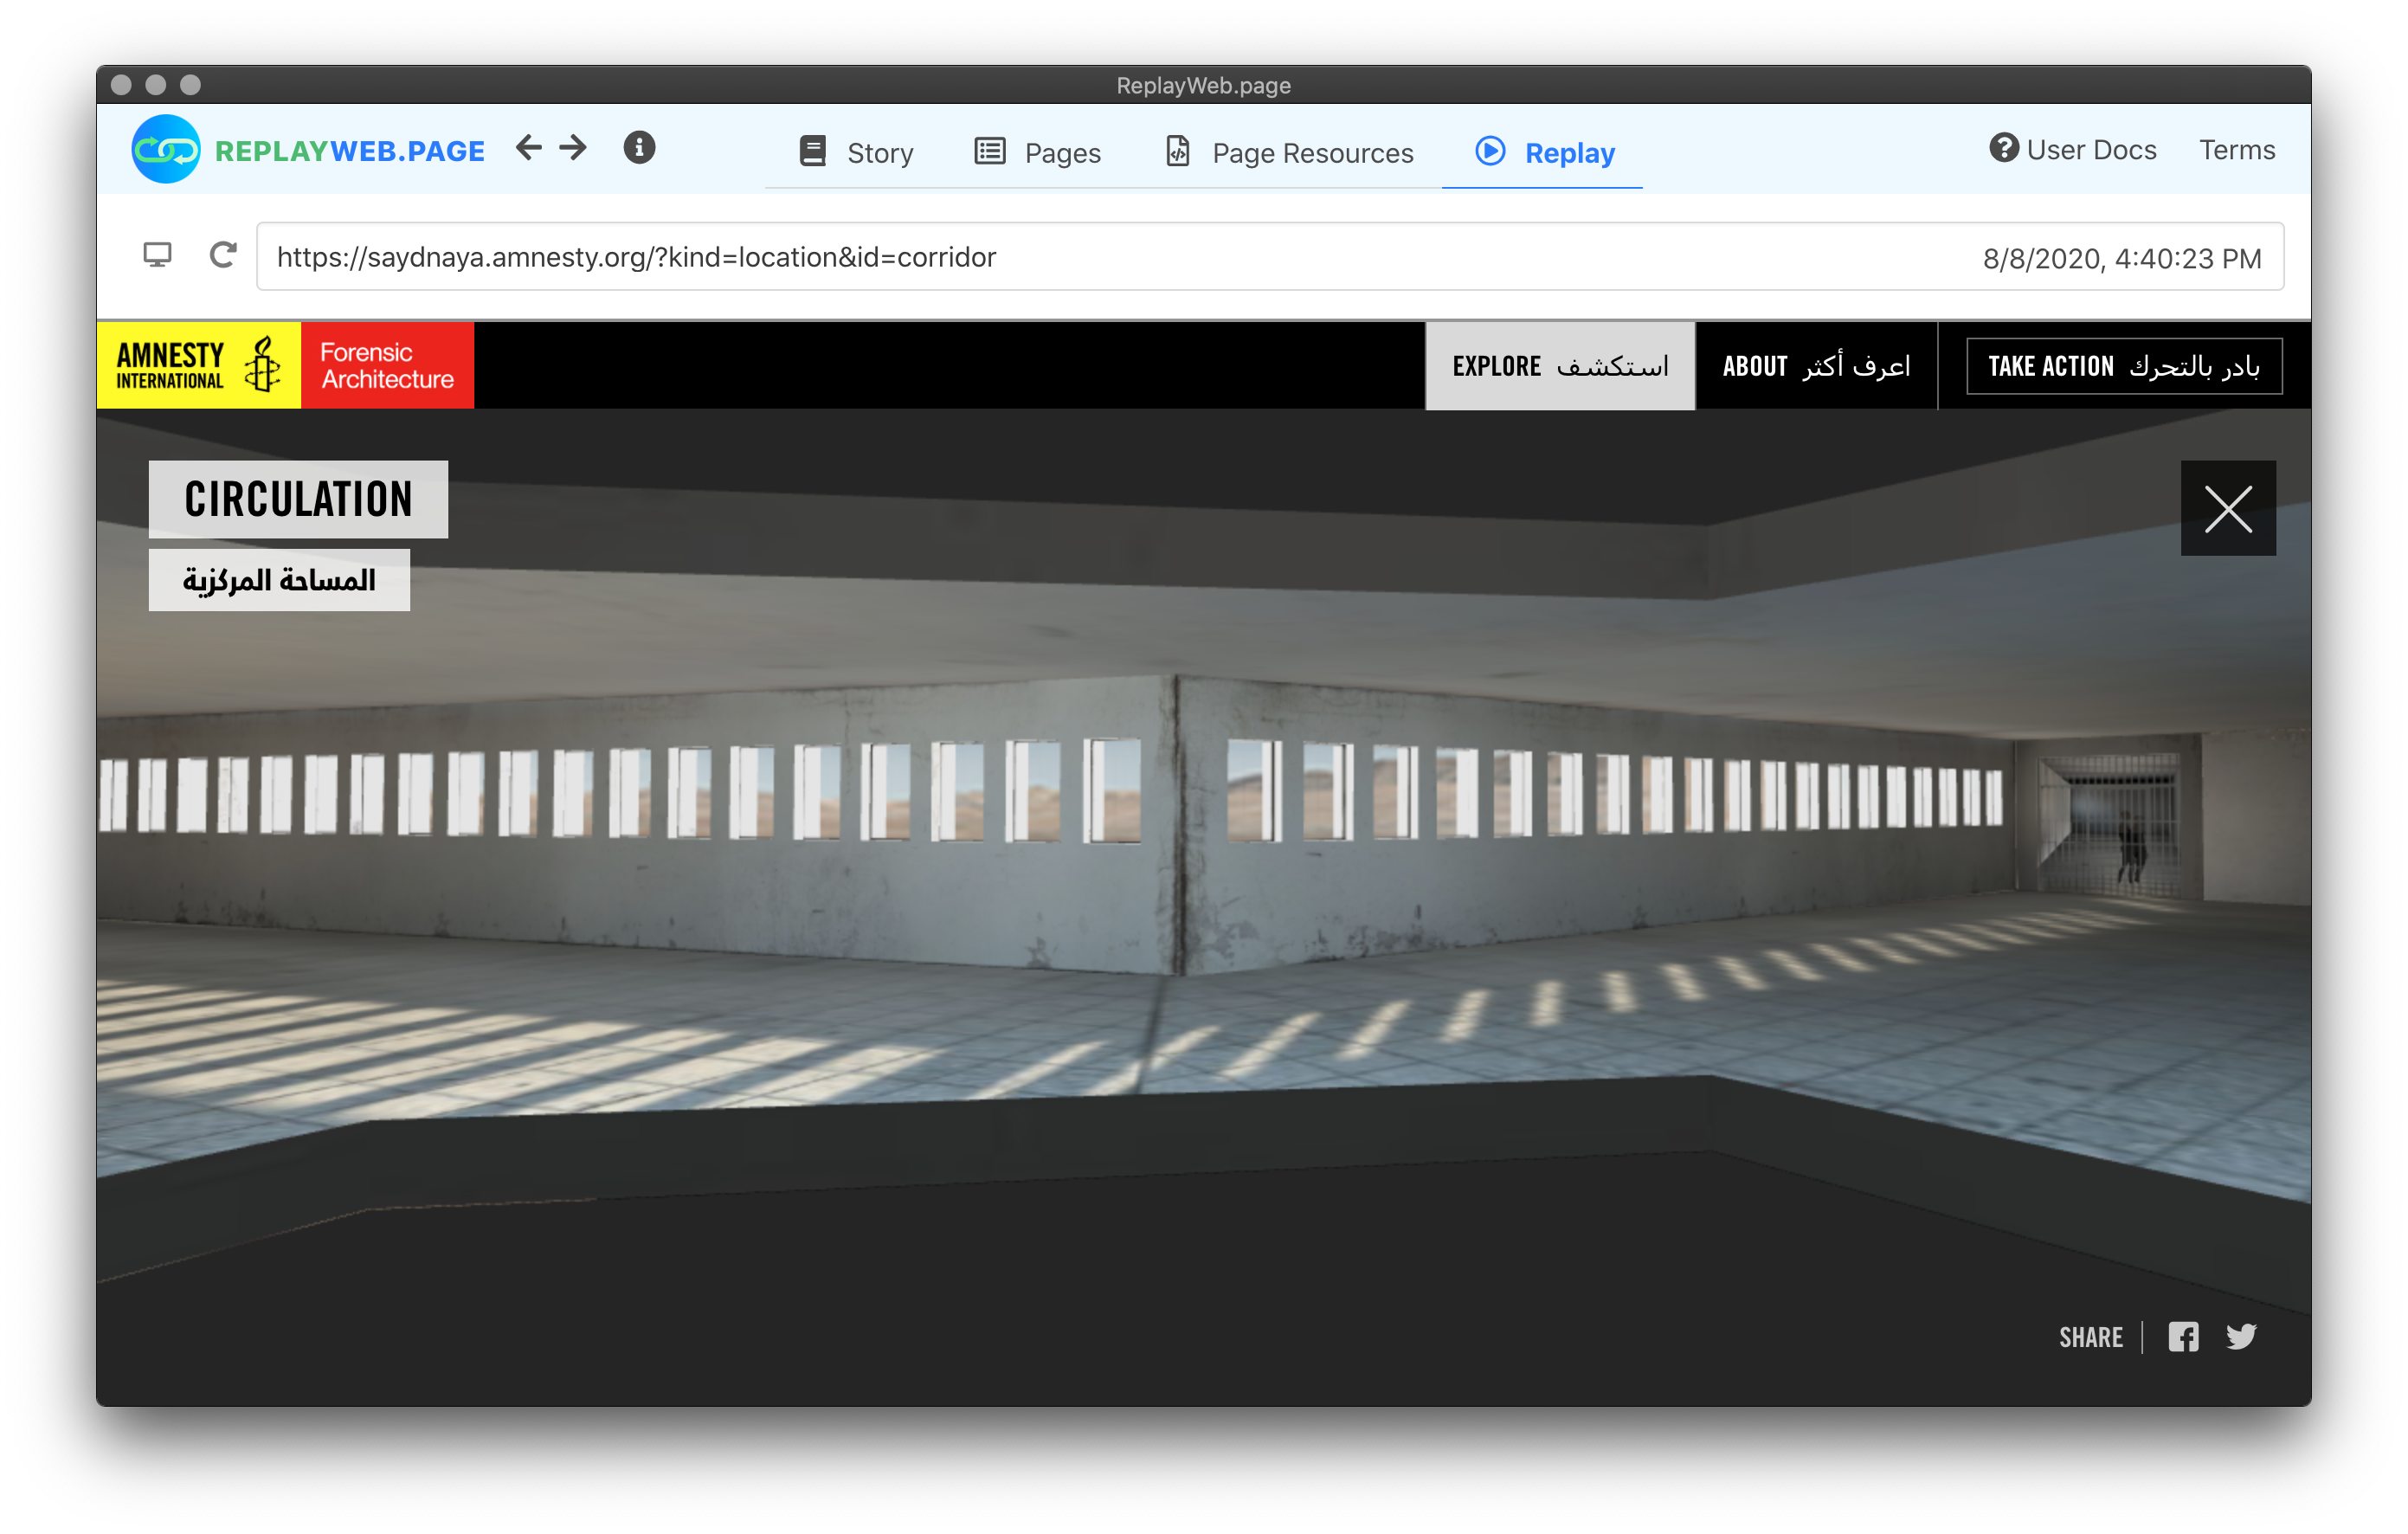 ReplayWeb.page
REPLAYWEB.PAGE
Story
Pages
Page Resources
Replay
User Docs
Terms
https://saydnaya.amnesty.org/?kind=location&id=corridor
8/8/2020, 4:40:23 PM
AMNESTY
INTERNATIONAL
Forensic
Architecture
EXPLORE استكشف
ABOUT اعرف أكثر
TAKE ACTION بادر بالتحرك
CIRCULATION
المساحة المركزية
SHARE